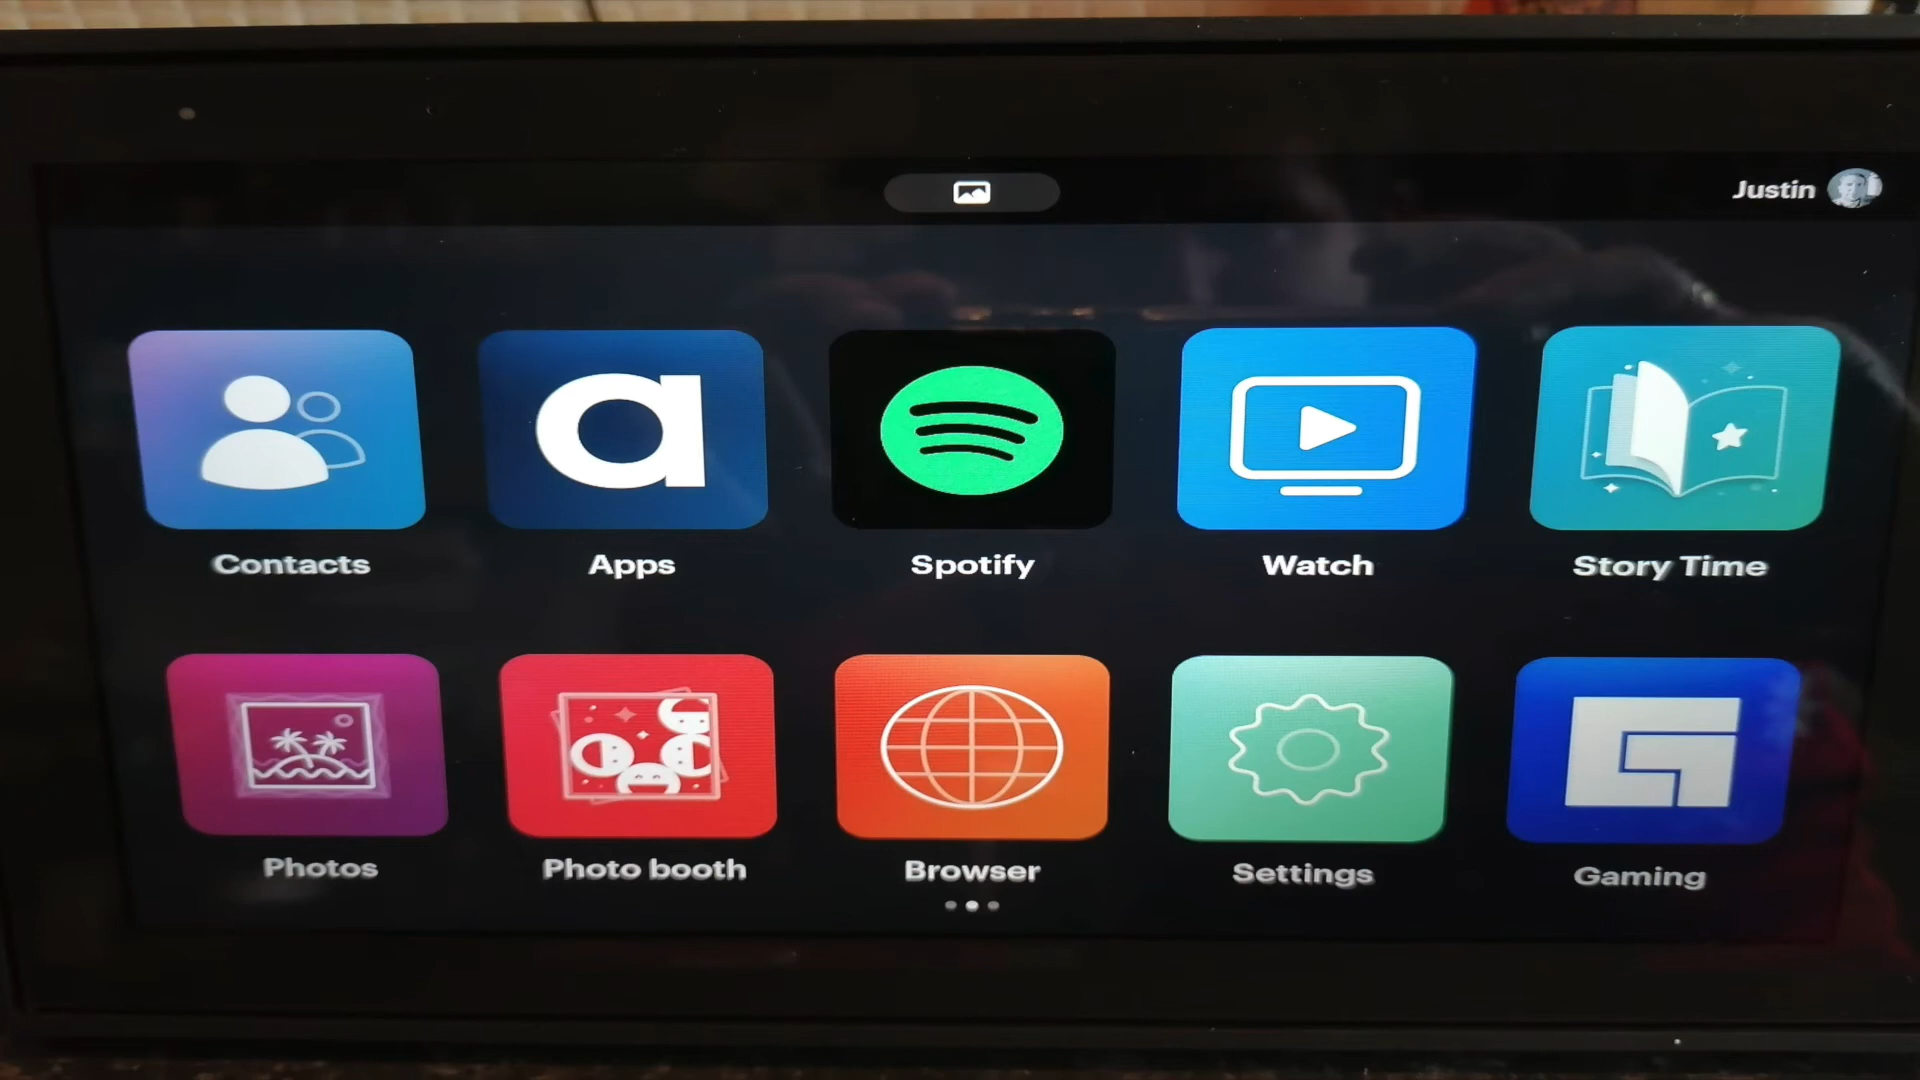 Justin
Contacts
Apps
Spotify
Watch
Story Time
Photos
Photo booth
Browser
Settings
Gaming